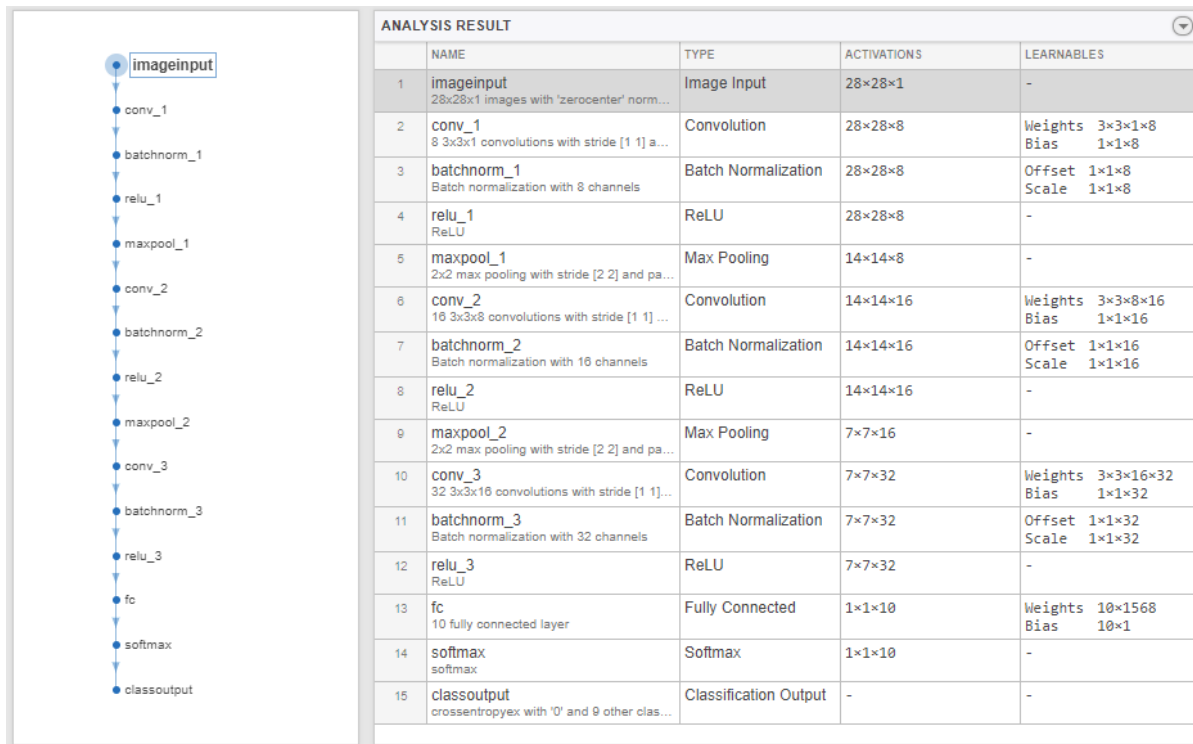 imageinput
conv_1
batchnorm_1
relu_1
maxpool_1
conv_2
batchnorm_2
relu_2
maxpool_2
conv_3
batchnorm_3
relu_3
fc
softmax
classoutput
ANALYSIS RESULT
NAME TYPE ACTIVATIONS LEARNABLES
1 imageinput Image Input 28×28×1 -
28x28x1 images with 'zerocenter' norm...
2 conv_1 Convolution 28×28×8 Weights 3×3×1×8
8 3x3x1 convolutions with stride [1 1] a... Bias 1×1×8
3 batchnorm_1 Batch Normalization 28×28×8 Offset 1×1×8
Batch normalization with 8 channels Scale 1×1×8
4 relu_1 ReLU 28×28×8 -
ReLU
5 maxpool_1 Max Pooling 14×14×8 -
2x2 max pooling with stride [2 2] and pa...
6 conv_2 Convolution 14×14×16 Weights 3×3×8×16
16 3x3x8 convolutions with stride [1 1] ... Bias 1×1×16
7 batchnorm_2 Batch Normalization 14×14×16 Offset 1×1×16
Batch normalization with 16 channels Scale 1×1×16
8 relu_2 ReLU 14×14×16 -
ReLU
9 maxpool_2 Max Pooling 7×7×16 -
2x2 max pooling with stride [2 2] and pa...
10 conv_3 Convolution 7×7×32 Weights 3×3×16×32
32 3x3x16 convolutions with stride [1 1]... Bias 1×1×32
11 batchnorm_3 Batch Normalization 7×7×32 Offset 1×1×32
Batch normalization with 32 channels Scale 1×1×32
12 relu_3 ReLU 7×7×32 -
ReLU
13 fc Fully Connected 1×1×10 Weights 10×1568
10 fully connected layer Bias 10×1
14 softmax Softmax 1×1×10 -
softmax
15 classoutput Classification Output - -
crossentropyex with '0' and 9 other clas...